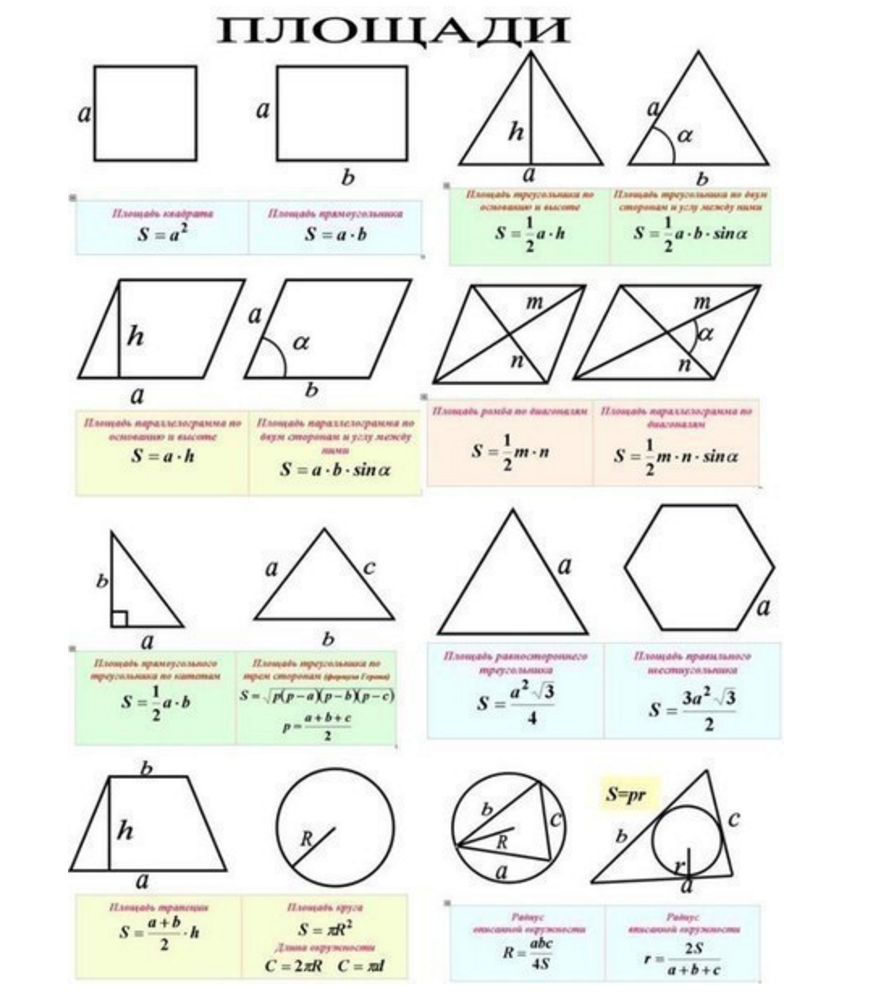 ПЛОЩАДИ
a
a
b
h
a
a
α
b
Площадь квадрата
S = a²
Площадь прямоугольника
S = a · b
Площадь треугольника по
основанию и высоте
S = 1/2 a · h
Площадь треугольника по двум
сторонам и углу между ними
S = 1/2 a · b · sin α
h
a
a
α
b
m
n
m
α
n
Площадь параллелограмма по
основанию и высоте
S = a · h
Площадь параллелограмма по
двум сторонам и углу между
ними
S = a · b · sin α
Площадь ромба по диагоналям
S = 1/2 m · n
Площадь параллелограмма по
диагоналям
S = 1/2 m · n · sin α
b
a
a
c
b
a
a
Площадь прямоугольного
треугольника по катетам
S = 1/2 a · b
Площадь треугольника по
трем сторонам (формула Герона)
S = √p(p − a)(p − b)(p − c)
p = a + b + c / 2
Площадь равностороннего
треугольника
S = a² √3 / 4
Площадь правильного
шестиугольника
S = 3a² √3 / 2
b
h
a
R
b
c
R
a
S=pr
b
c
r
a
Площадь трапеции
S = a + b / 2 · h
Площадь круга
S = πR²
Длина окружности
C = 2πR C = πd
Радиус
описанной окружности
R = abc / 4S
Радиус
вписанной окружности
r = 2S / a + b + c